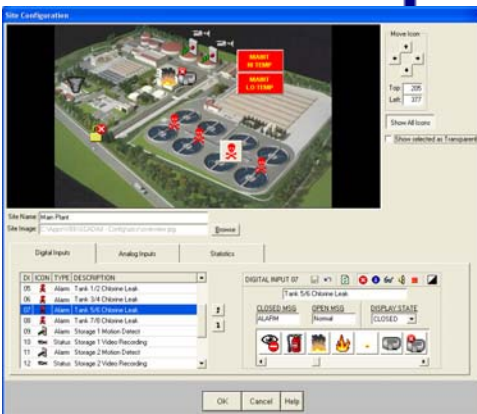 Site Configuration
MAINT
HI TEMP
MAINT
LO TEMP
Move Icon
Top: 205
Left: 377
Show All Icons
Show selected as Transparent
Site Name: Main Plant
Site Image:
Browse
Digital Inputs
Analog Inputs
Statistics
DI ICON TYPE DESCRIPTION
05 Alarm Tank 1/2 Chlorine Leak
06 Alarm Tank 3/4 Chlorine Leak
07 Alarm Tank 5/6 Chlorine Leak
08 Alarm Tank 7/8 Chlorine Leak
09 Alarm Storage 1 Motion Detect
10 Status Storage 1 Video Recording
11 Alarm Storage 2 Motion Detect
12 Status Storage 2 Video Recording
DIGITAL INPUT 07
Tank 5/6 Chlorine Leak
CLOSED MSG OPEN MSG DISPLAY STATE
ALARM Normal CLOSED
OK Cancel Help